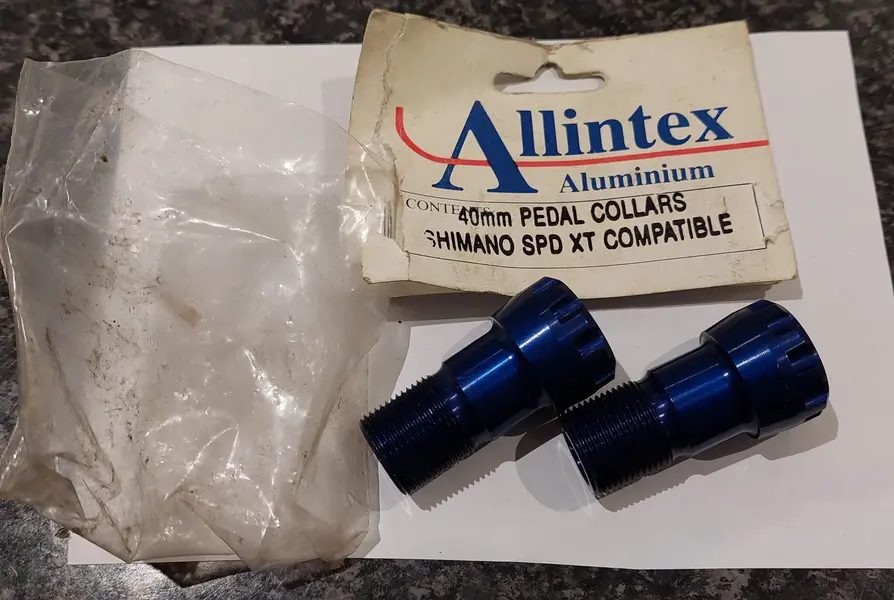 Allintex
Aluminium
CONTENTS
40mm PEDAL COLLARS
SHIMANO SPD XT COMPATIBLE